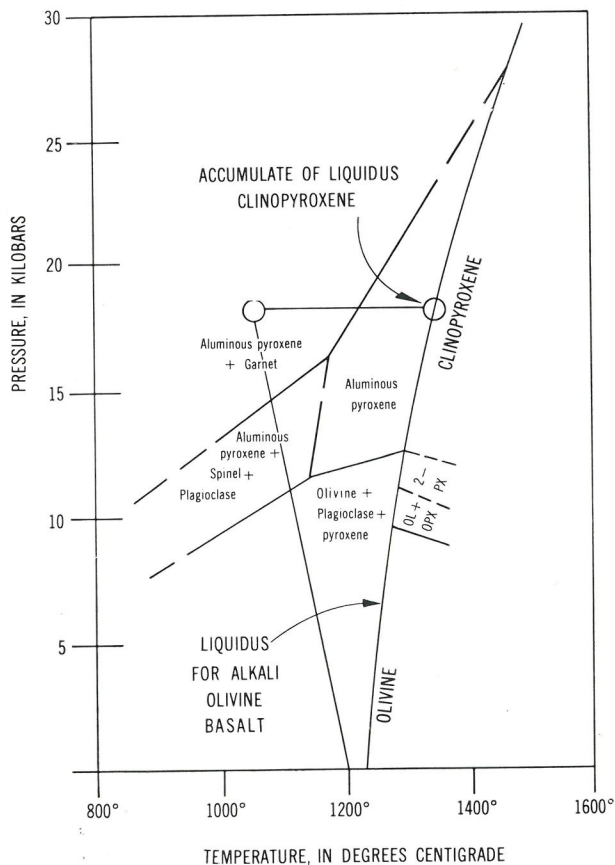 30
25
20
15
10
5
PRESSURE, IN KILOBARS
ACCUMULATE OF LIQUIDUS
CLINOPYROXENE
CLINOPYROXENE
Aluminous pyroxene
+ Garnet
Aluminous
pyroxene
Aluminous
pyroxene +
Spinel +
Plagioclase
Olivine +
Plagioclase +
pyroxene
2-
PX
OL +
OPX
LIQUIDUS
FOR ALKALI
OLIVINE
BASALT
OLIVINE
800° 1000° 1200° 1400° 1600°
TEMPERATURE, IN DEGREES CENTIGRADE